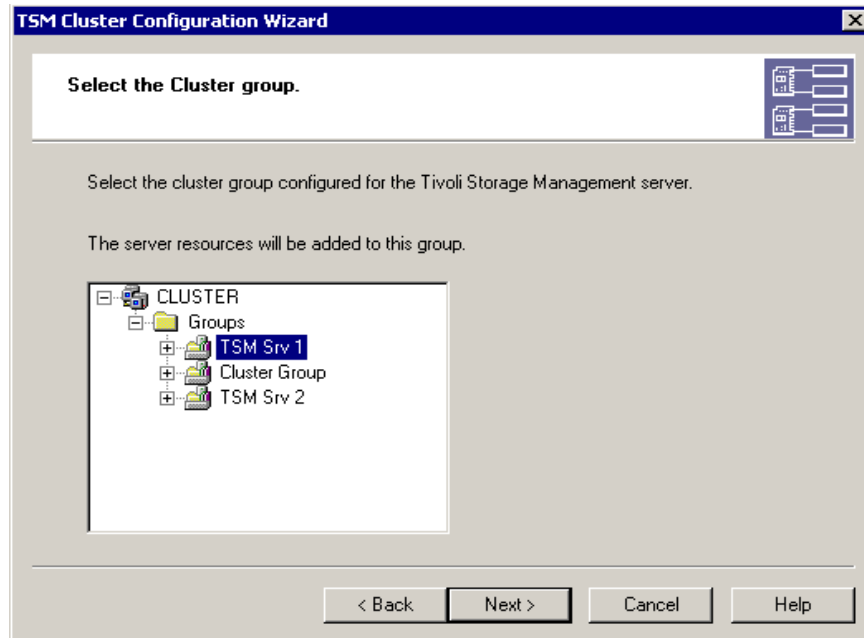 TSM Cluster Configuration Wizard
Select the Cluster group.
Select the cluster group configured for the Tivoli Storage Management server.
The server resources will be added to this group.
CLUSTER
Groups
TSM Srv 1
Cluster Group
TSM Srv 2
< Back Next > Cancel Help